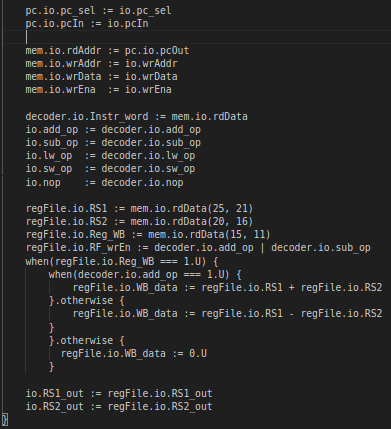 pc.io.pc_sel := io.pc_sel
pc.io.pcIn := io.pcIn
mem.io.rdAddr := pc.io.pcOut
mem.io.wrAddr := io.wrAddr
mem.io.wrData := io.wrData
mem.io.wrEna := io.wrEna
decoder.io.Instr_word := mem.io.rdData
io.add_op := decoder.io.add_op
io.sub_op := decoder.io.sub_op
io.lw_op := decoder.io.lw_op
io.sw_op := decoder.io.sw_op
io.nop := decoder.io.nop
regFile.io.RS1 := mem.io.rdData(25, 21)
regFile.io.RS2 := mem.io.rdData(20, 16)
regFile.io.Reg_WB := mem.io.rdData(15, 11)
regFile.io.RF_wrEn := decoder.io.add_op | decoder.io.sub_op
when(regFile.io.Reg_WB === 1.U) {
when(decoder.io.add_op === 1.U) {
regFile.io.WB_data := regFile.io.RS1 + regFile.io.RS2
}.otherwise {
regFile.io.WB_data := regFile.io.RS1 - regFile.io.RS2
}
}.otherwise {
regFile.io.WB_data := 0.U
}
io.RS1_out := regFile.io.RS1_out
io.RS2_out := regFile.io.RS2_out
}